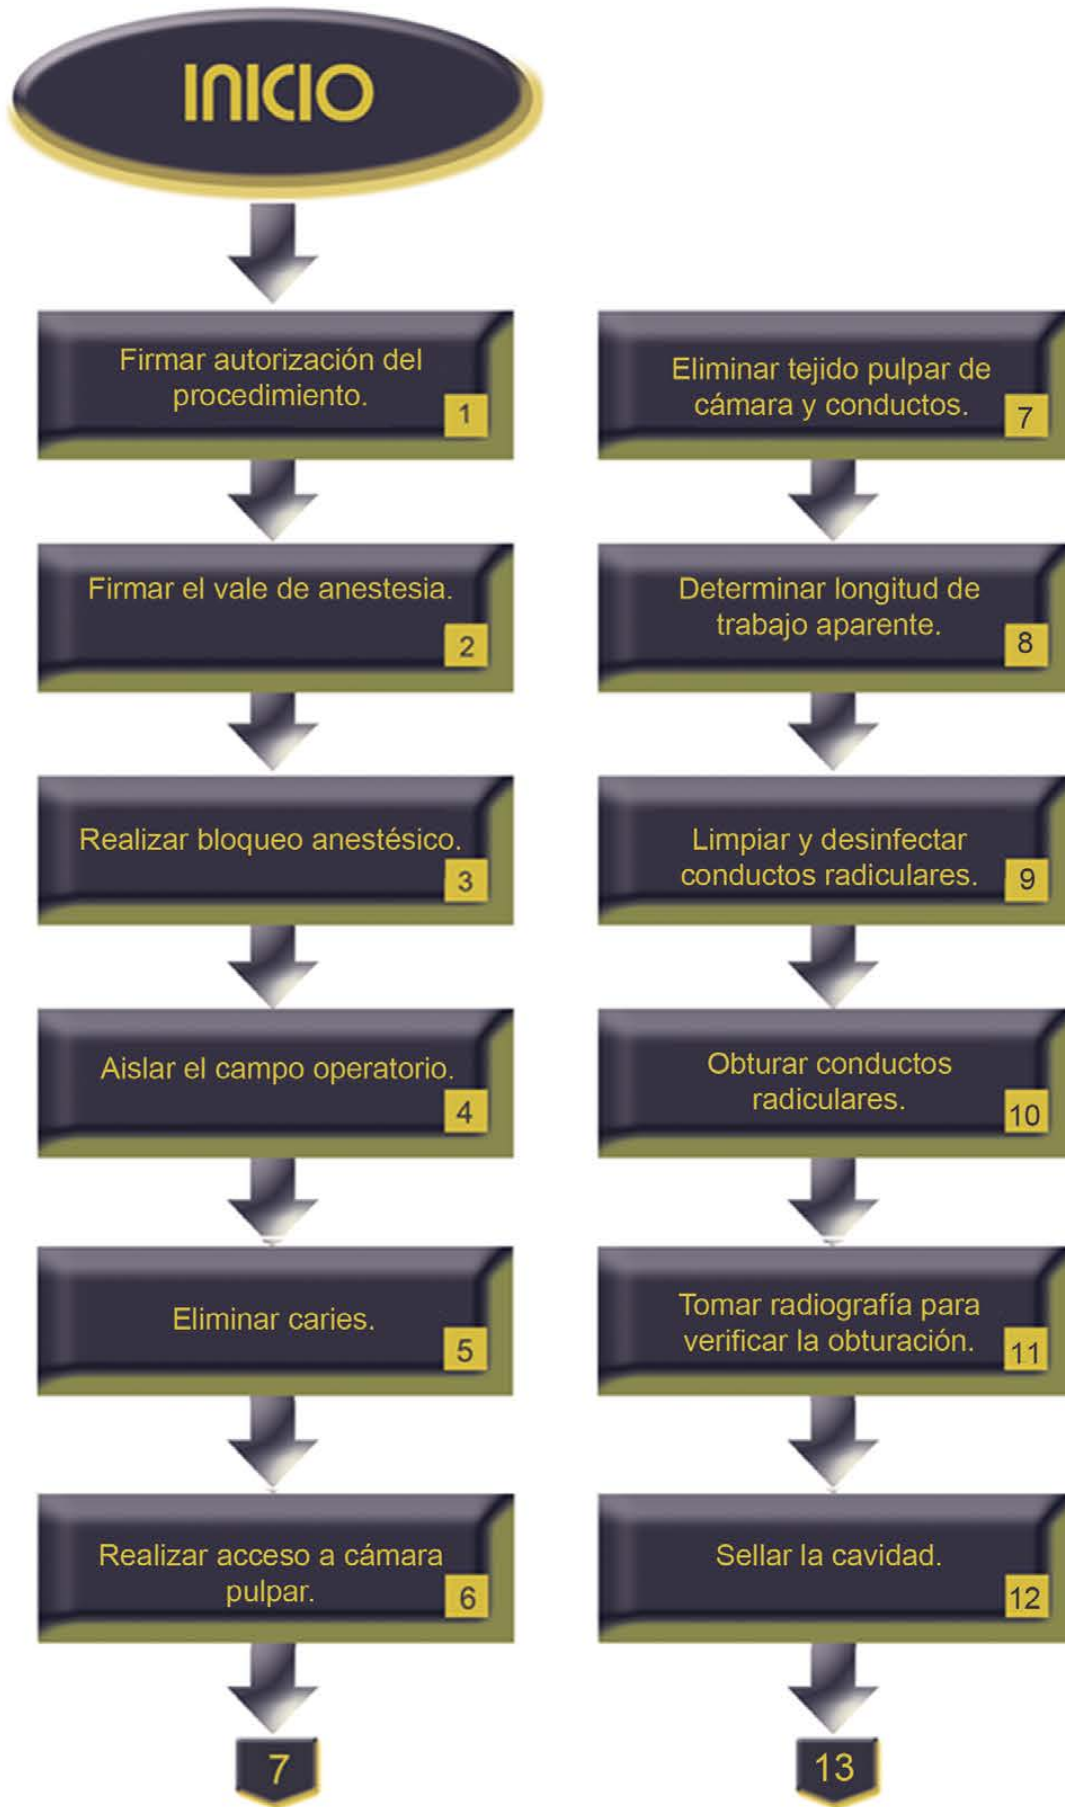 INICIO
Firmar autorización del
procedimiento.
1
Firmar el vale de anestesia.
2
Realizar bloqueo anestésico.
3
Aislar el campo operatorio.
4
Eliminar caries.
5
Realizar acceso a cámara
pulpar.
6
7
Eliminar tejido pulpar de
cámara y conductos.
7
Determinar longitud de
trabajo aparente.
8
Limpiar y desinfectar
conductos radiculares.
9
Obturar conductos
radiculares.
10
Tomar radiografía para
verificar la obturación.
11
Sellar la cavidad.
12
13